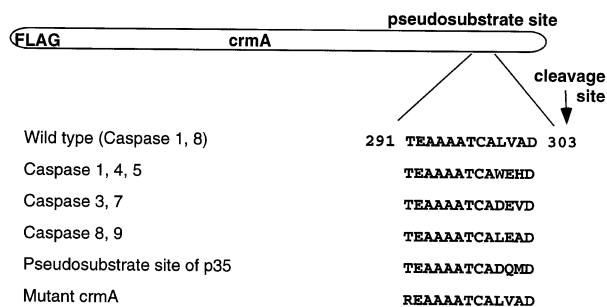 pseudosubstrate site
FLAG crmA
cleavage
site
Wild type (Caspase 1, 8) 291 TEAAAATCALVAD 303
Caspase 1, 4, 5 TEAAAATCAWEHD
Caspase 3, 7 TEAAAATCADEVD
Caspase 8, 9 TEAAAATCALEAD
Pseudosubstrate site of p35 TEAAAATCADQMD
Mutant crmA REAAAATCALVAD